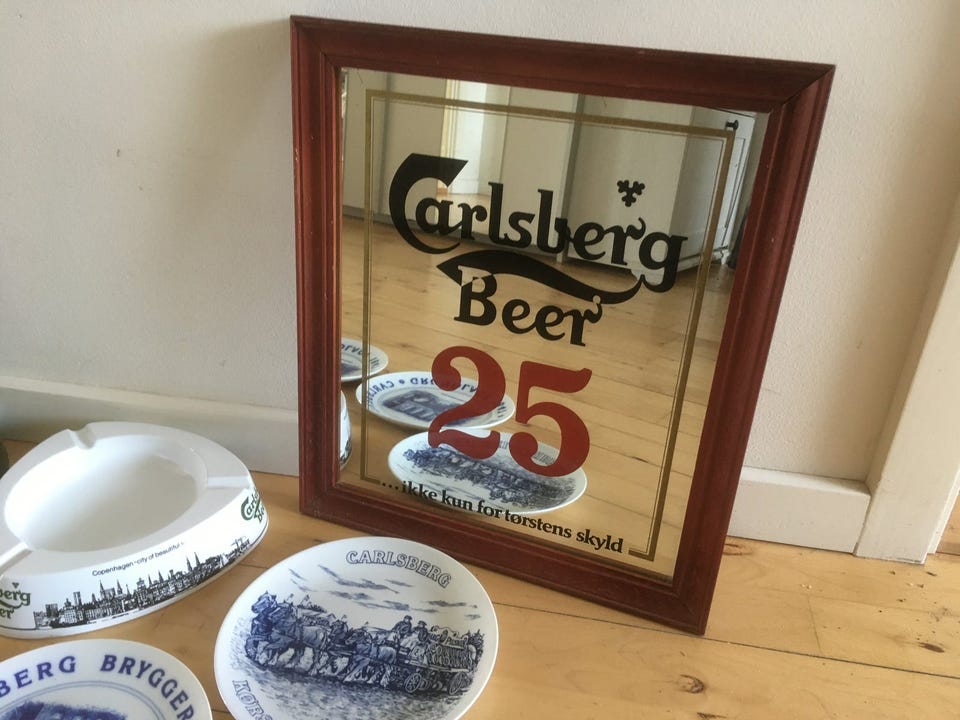 Carlsberg
Beer
25
...ikke kun for tørstens skyld
Copenhagen - city of beautiful
CARLSBERG
BERG BRYGGER